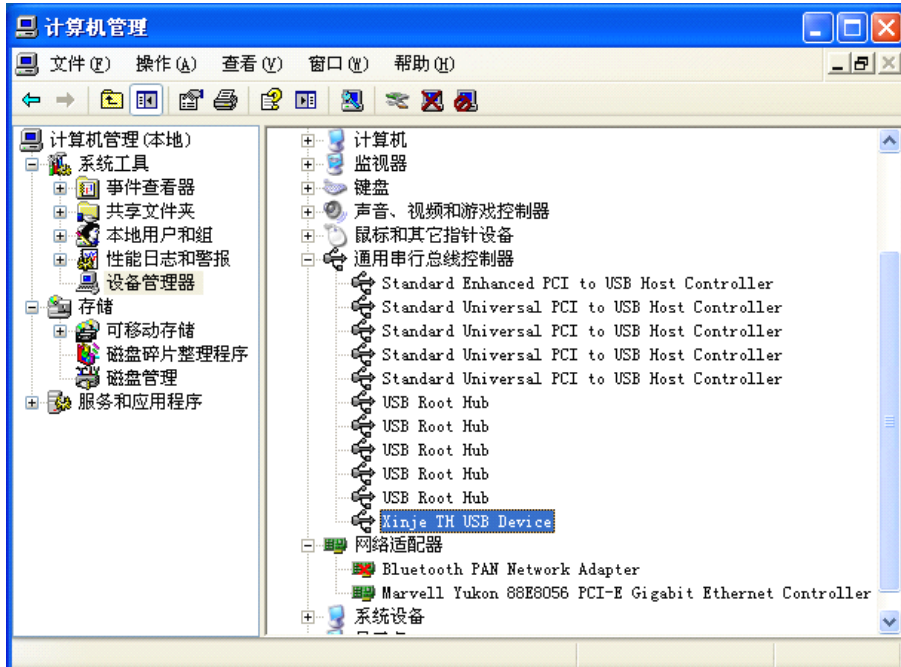 计算机管理
文件(F) 操作(A) 查看(V) 窗口(W) 帮助(H)
计算机管理(本地)
系统工具
事件查看器
共享文件夹
本地用户和组
性能日志和警报
设备管理器
存储
可移动存储
磁盘碎片整理程序
磁盘管理
服务和应用程序
计算机
监视器
键盘
声音、视频和游戏控制器
鼠标和其它指针设备
通用串行总线控制器
Standard Enhanced PCI to USB Host Controller
Standard Universal PCI to USB Host Controller
Standard Universal PCI to USB Host Controller
Standard Universal PCI to USB Host Controller
Standard Universal PCI to USB Host Controller
USB Root Hub
USB Root Hub
USB Root Hub
USB Root Hub
USB Root Hub
Xinje TH USB Device
网络适配器
Bluetooth PAN Network Adapter
Marvell Yukon 88E8056 PCI-E Gigabit Ethernet Controller
系统设备